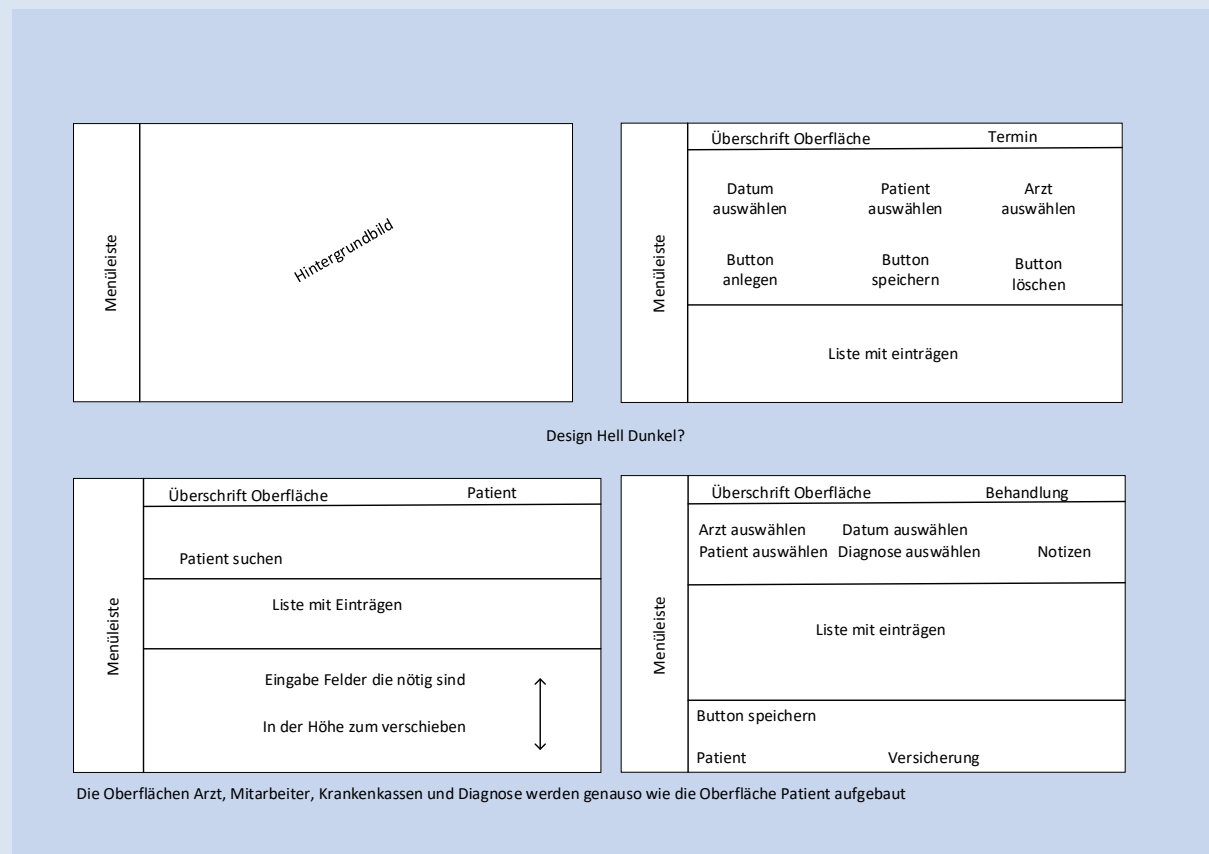 Menüleiste
Hintergrundbild
Menüleiste
Überschrift Oberfläche Termin
Datum auswählen
Patient auswählen
Arzt auswählen
Button anlegen
Button speichern
Button löschen
Liste mit einträgen
Design Hell Dunkel?
Menüleiste
Überschrift Oberfläche Patient
Patient suchen
Liste mit Einträgen
Eingabe Felder die nötig sind
In der Höhe zum verschieben
Menüleiste
Überschrift Oberfläche Behandlung
Arzt auswählen Datum auswählen
Patient auswählen Diagnose auswählen Notizen
Liste mit einträgen
Button speichern
Patient Versicherung
Die Oberflächen Arzt, Mitarbeiter, Krankenkassen und Diagnose werden genauso wie die Oberfläche Patient aufgebaut